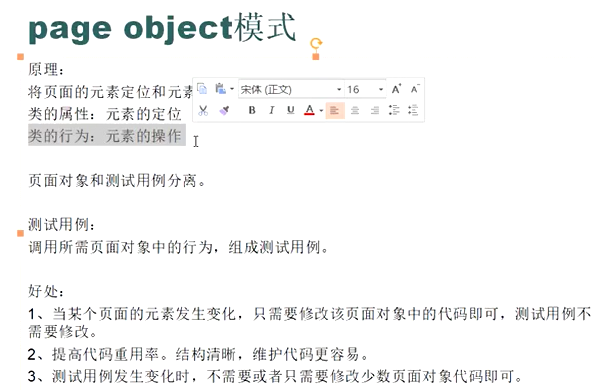 page object模式
原理：
将页面的元素定位和元素
宋体 (正文)
16
A
A
类的属性：元素的定位
B I U A
类的行为：元素的操作
页面对象和测试用例分离。
测试用例：
调用所需页面对象中的行为，组成测试用例。
好处：
1、当某个页面的元素发生变化，只需要修改该页面对象中的代码即可，测试用例不
需要修改。
2、提高代码重用率。结构清晰，维护代码更容易。
3、测试用例发生变化时，不需要或者只需要修改少数页面对象代码即可。